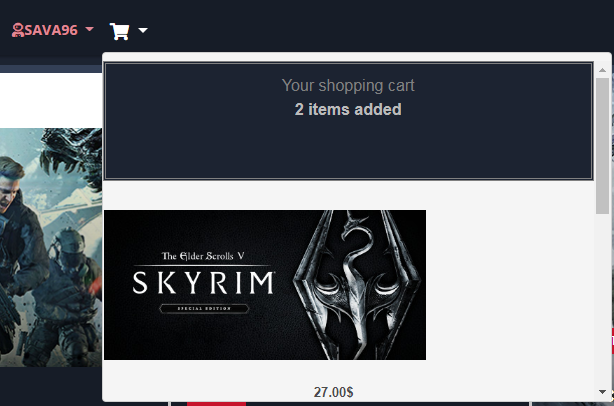 SAVA96
Your shopping cart
2 items added
The Elder Scrolls V
SKYRIM
SPECIAL EDITION
27.00$